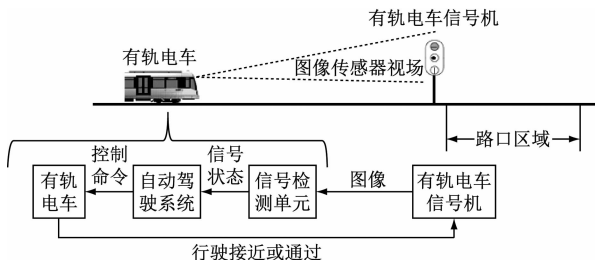 有轨电车信号机
有轨电车
图像传感器视场
路口区域
控制
命令
信号
状态
图像
有轨
电车
自动驾
驶系统
信号检
测单元
有轨电车
信号机
行驶接近或通过